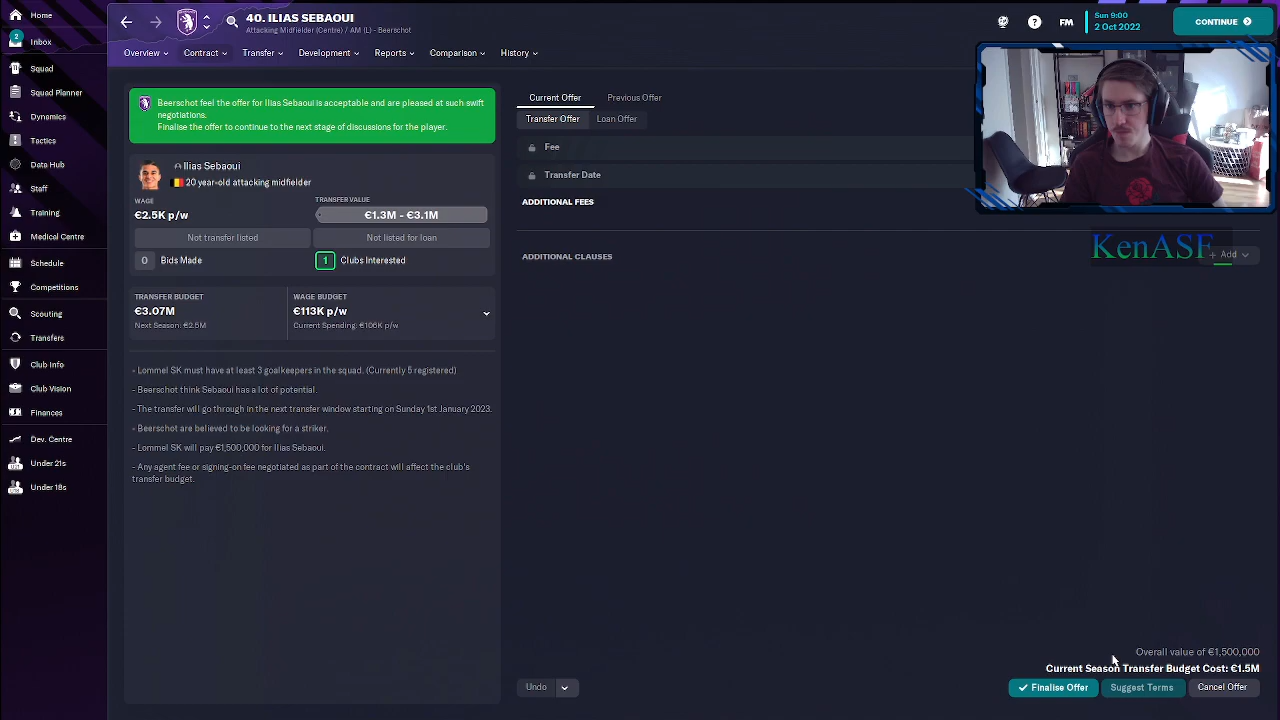 Home
2
Inbox
Squad
Squad Planner
Dynamics
Tactics
Data Hub
Staff
Training
Medical Centre
Schedule
Competitions
Scouting
Transfers
Club Info
Club Vision
Finances
Dev. Centre
Under 21s
Under 18s
40. ILIAS SEBAOUI
Attacking Midfielder (Centre) / AM (L) - Beerschot
FM
Sun 9:00
2 Oct 2022
CONTINUE
Overview
Contract
Transfer
Development
Reports
Comparison
History
Beerschot feel the offer for Ilias Sebaoui is acceptable and are pleased at such swift
negotiations.
Finalise the offer to continue to the next stage of discussions for the player.
Ilias Sebaoui
20 year-old attacking midfielder
WAGE
€2.5K p/w
TRANSFER VALUE
€1.3M - €3.1M
Not transfer listed
Not listed for loan
0 Bids Made
1 Clubs Interested
TRANSFER BUDGET
€3.07M
Next Season: €2.5M
WAGE BUDGET
€113K p/w
Current Spending: €106K p/w
- Lommel SK must have at least 3 goalkeepers in the squad. (Currently 5 registered)
- Beerschot think Sebaoui has a lot of potential.
- The transfer will go through in the next transfer window starting on Sunday 1st January 2023.
- Beerschot are believed to be looking for a striker.
- Lommel SK will pay €1,500,000 for Ilias Sebaoui.
- Any agent fee or signing-on fee negotiated as part of the contract will affect the club's
transfer budget.
Current Offer
Previous Offer
Transfer Offer
Loan Offer
Fee
Transfer Date
ADDITIONAL FEES
ADDITIONAL CLAUSES
KenASF
+ Add
Overall value of €1,500,000
Current Season Transfer Budget Cost: €1.5M
Undo
Finalise Offer
Suggest Terms
Cancel Offer